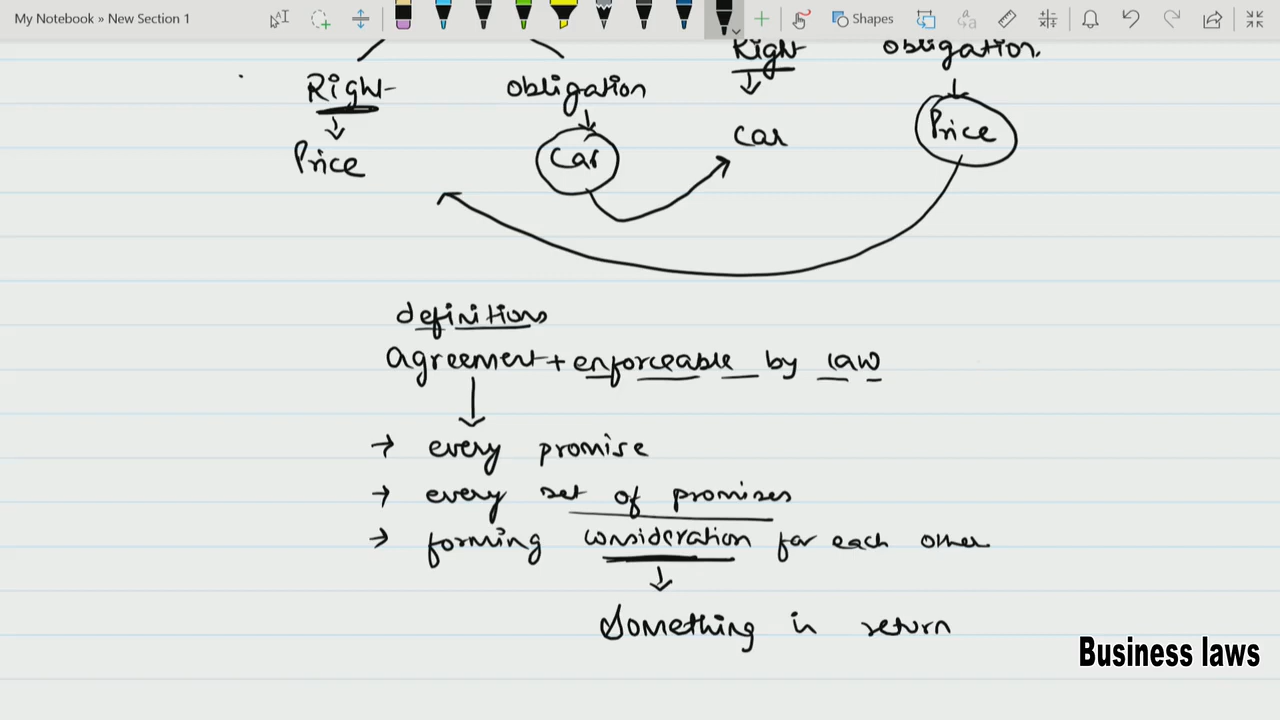 My Notebook » New Section 1
Shapes
Right obligation
Right obligation
Price Car Car Price
definitions
agreement + enforceable by law
→ every promise
→ every set of promises
→ forming consideration for each other
Something in return
Business laws